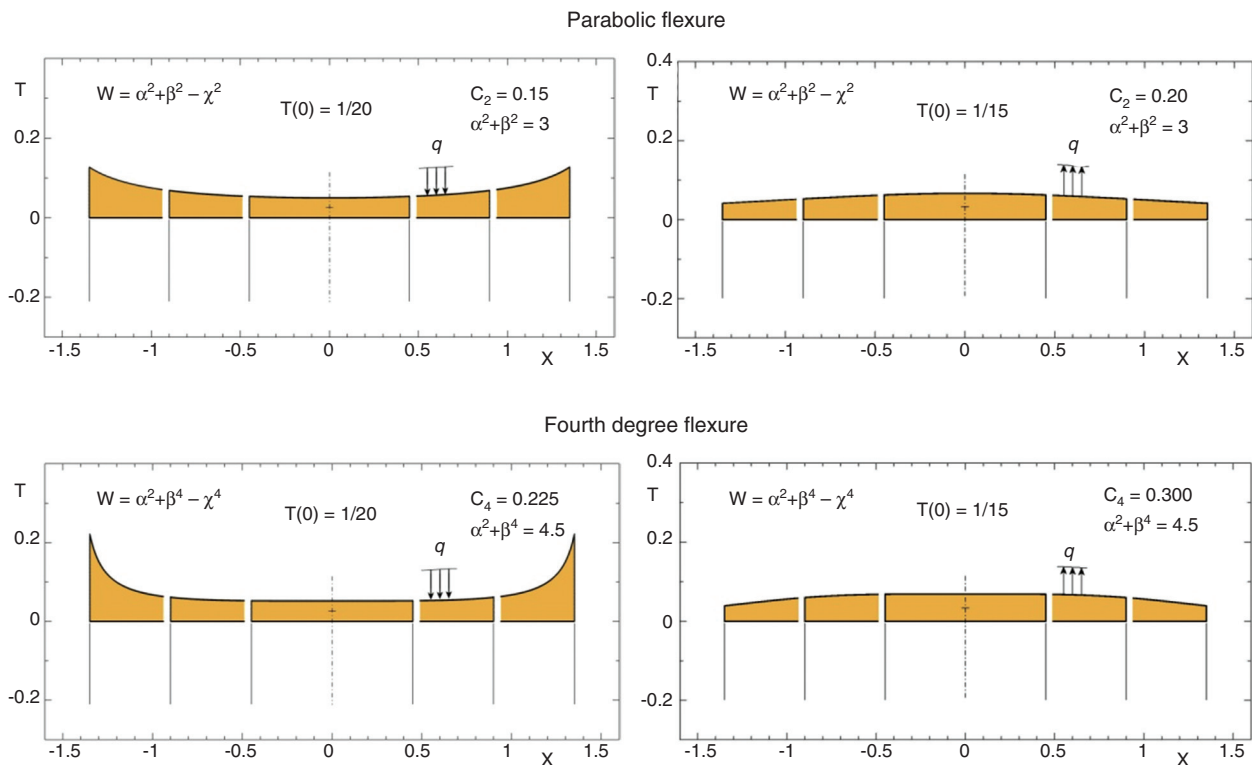 Parabolic flexure
T
W = α²+β² – χ²
T(0) = 1/20
C₂ = 0.15
α²+β² = 3
q
0.2
0
-0.2
-1.5 -1 -0.5 0 0.5 1 1.5
X
0.4
T
W = α²+β² – χ²
T(0) = 1/15
C₂ = 0.20
α²+β² = 3
q
0.2
0
-0.2
-1.5 -1 -0.5 0 0.5 1 1.5
X
Fourth degree flexure
T
W = α²+β⁴ – χ⁴
T(0) = 1/20
C₄ = 0.225
α²+β⁴ = 4.5
q
0.2
0
-0.2
-1.5 -1 -0.5 0 0.5 1 1.5
X
0.4
T
W = α²+β⁴ – χ⁴
T(0) = 1/15
C₄ = 0.300
α²+β⁴ = 4.5
q
0.2
0
-0.2
-1.5 -1 -0.5 0 0.5 1 1.5
X